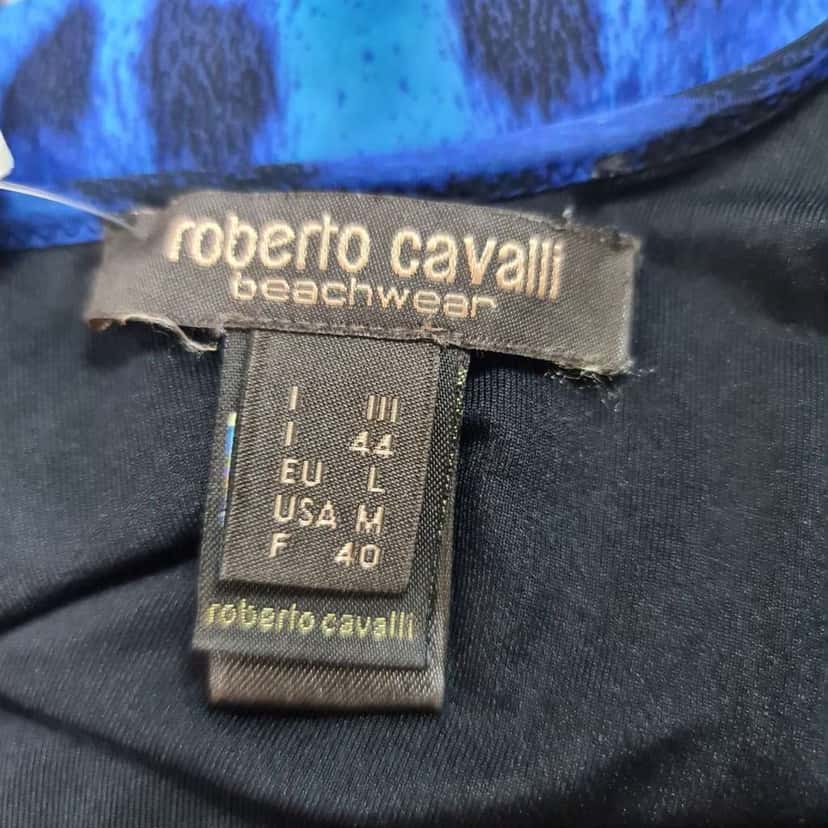 roberto cavalli
beachwear
I III
I 44
EU L
USA M
F 40
roberto cavalli